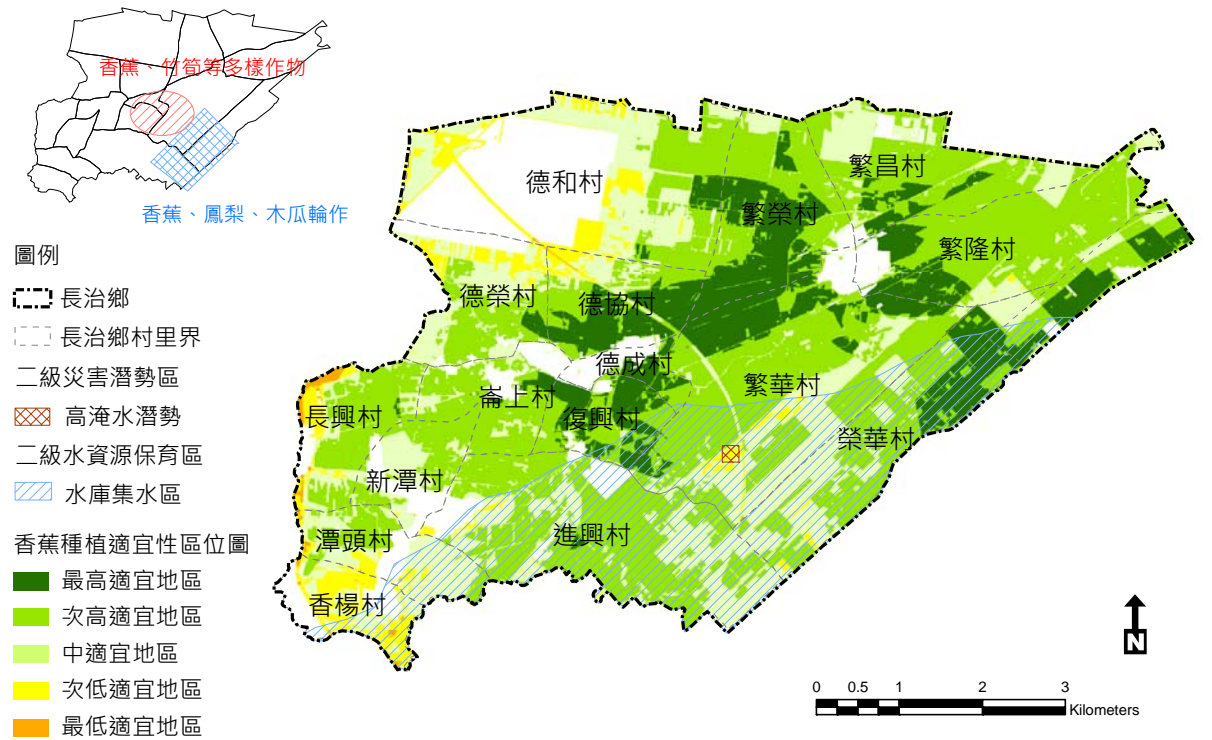 香蕉、竹筍等多樣作物
香蕉、鳳梨、木瓜輪作
圖例
長治鄉
長治鄉村里界
二級災害潛勢區
高淹水潛勢
二級水資源保育區
水庫集水區
香蕉種植適宜性區位圖
最高適宜地區
次高適宜地區
中適宜地區
次低適宜地區
最低適宜地區
德和村
繁昌村
繁榮村
繁隆村
德榮村
德協村
德成村
繁華村
崙上村
長興村
復興村
榮華村
新潭村
進興村
潭頭村
香楊村
N
0 0.5 1 2 3
Kilometers